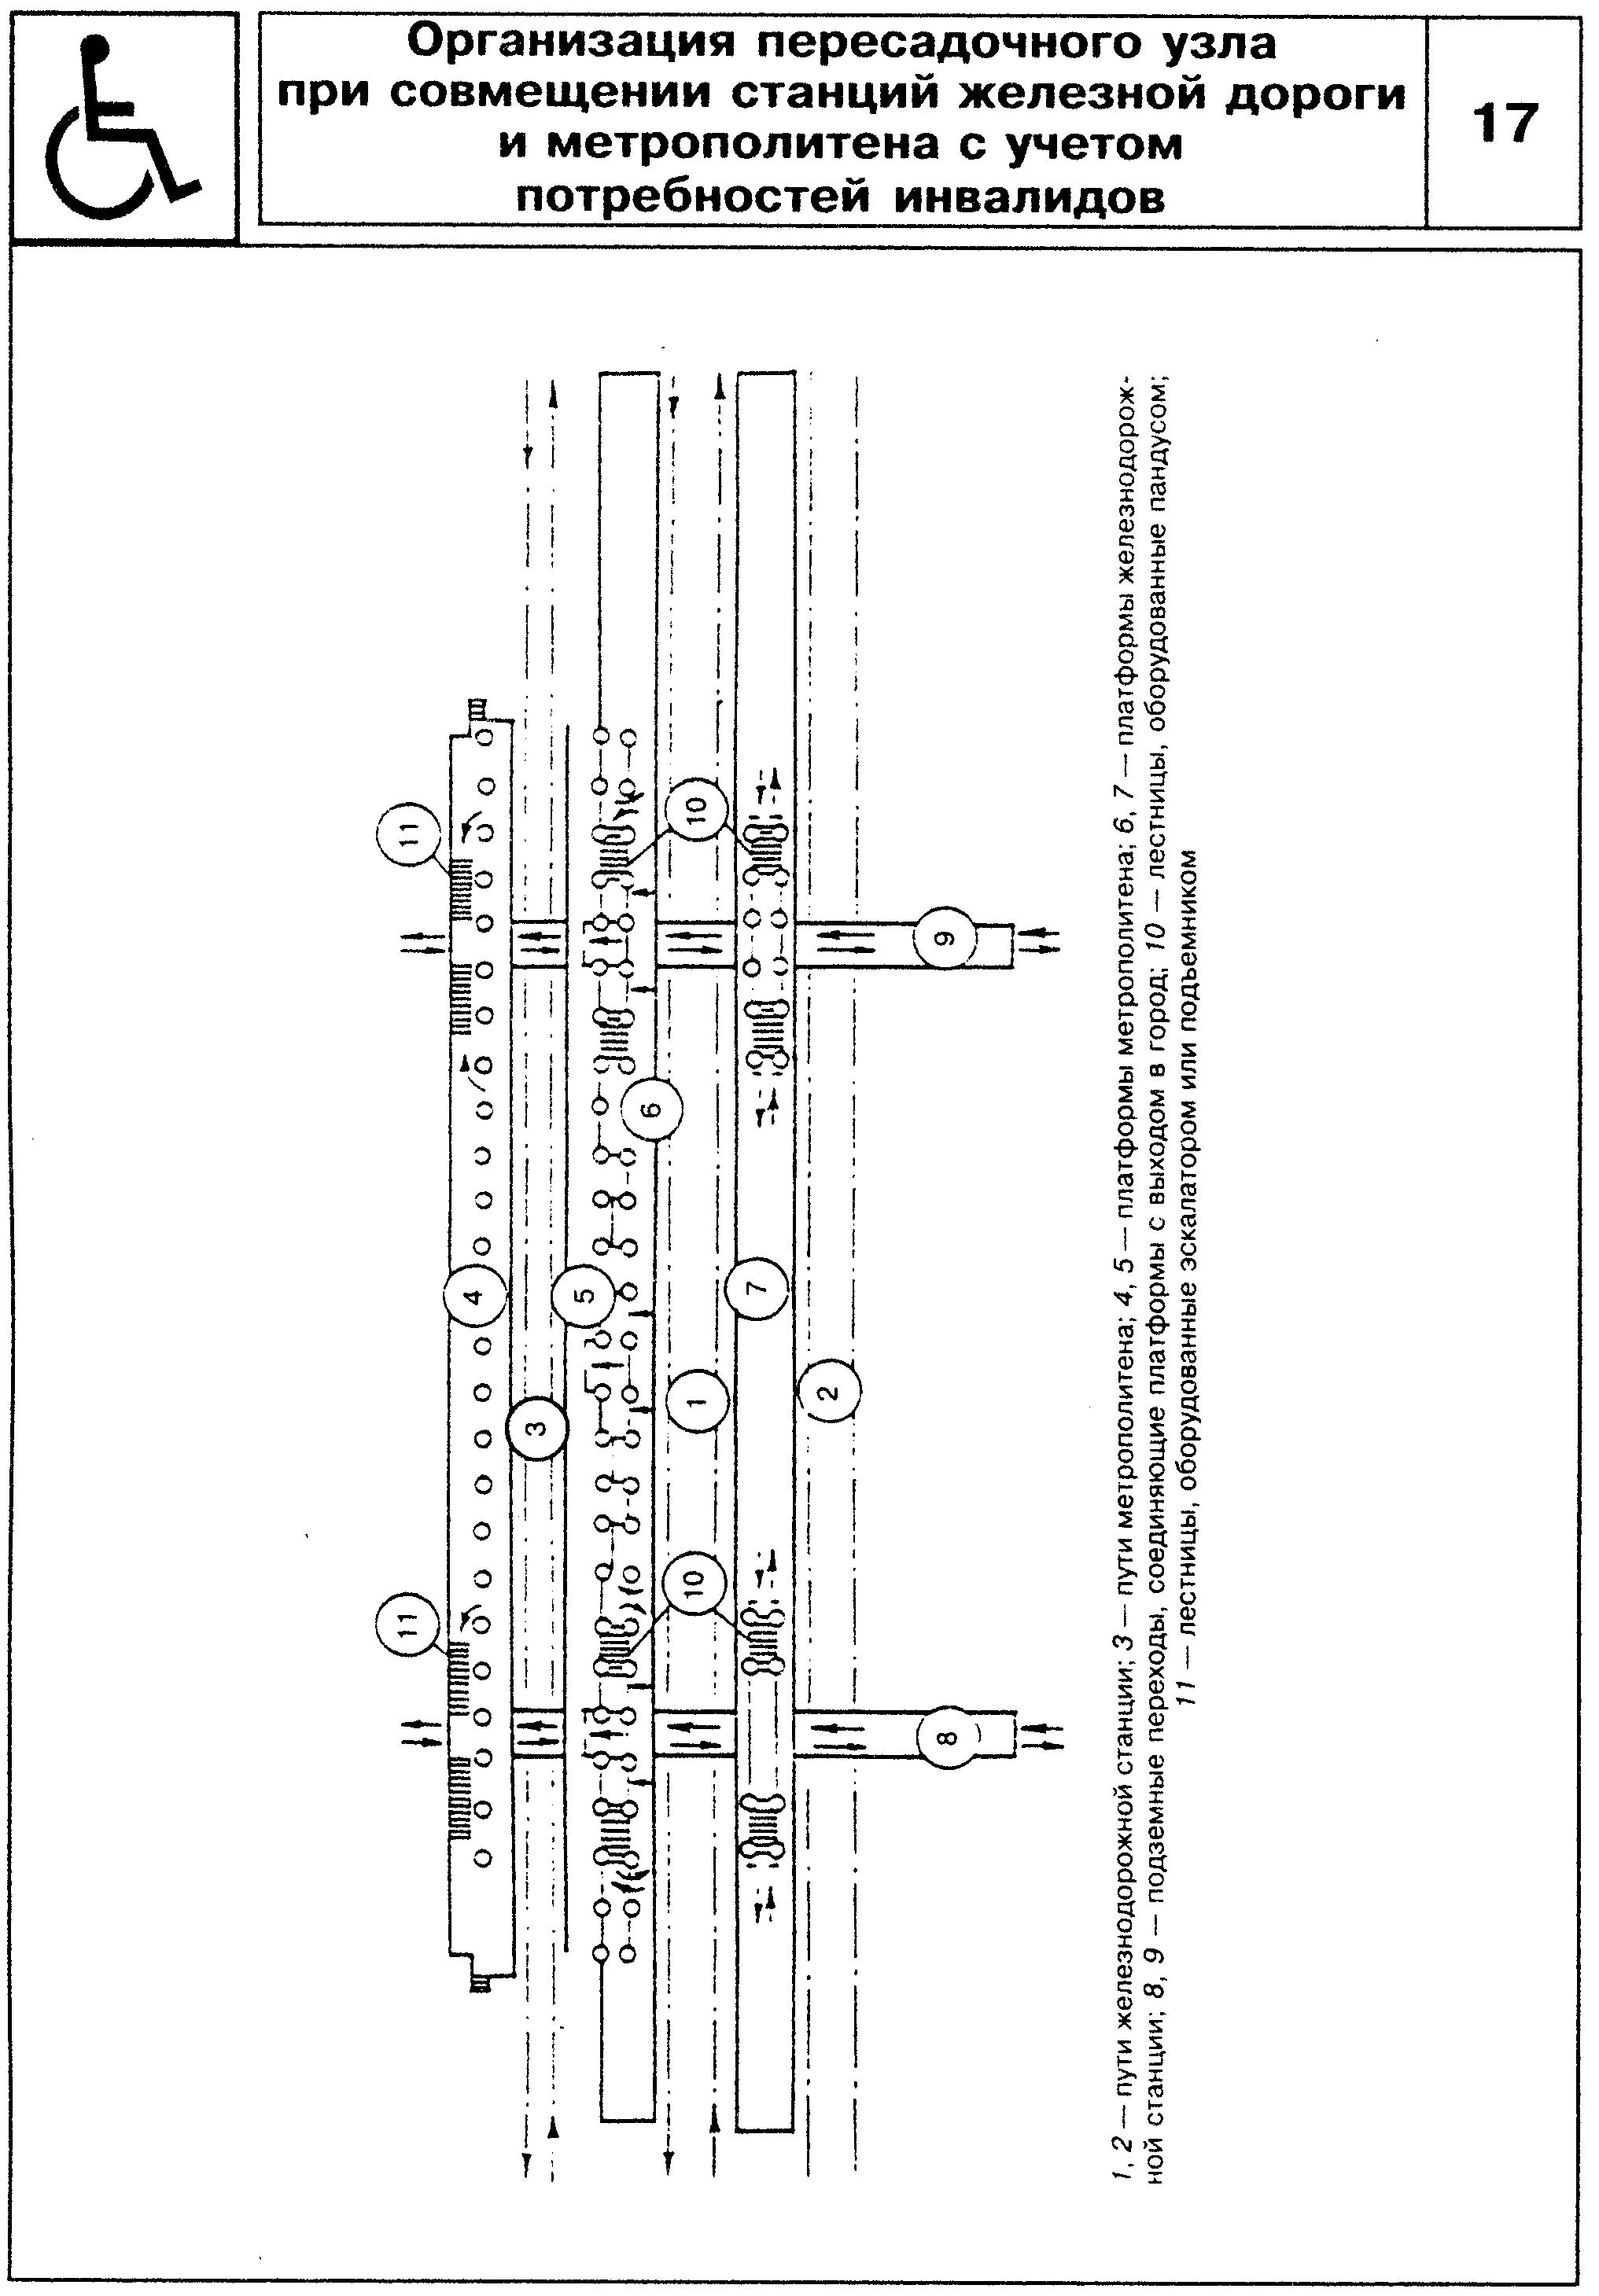 Организация пересадочного узла
при совмещении станций железной дороги
и метрополитена с учетом
потребностей инвалидов
17
11
10
9
6
4
5
7
3
1
2
11
10
8
1, 2 — пути железнодорожной станции; 3 — пути метрополитена; 4, 5 — платформы метрополитена; 6, 7 — платформы железнодорож-
ной станции; 8, 9 — подземные переходы, соединяющие платформы с выходом в город; 10 — лестницы, оборудованные пандусом;
11 — лестницы, оборудованные эскалатором или подъемником